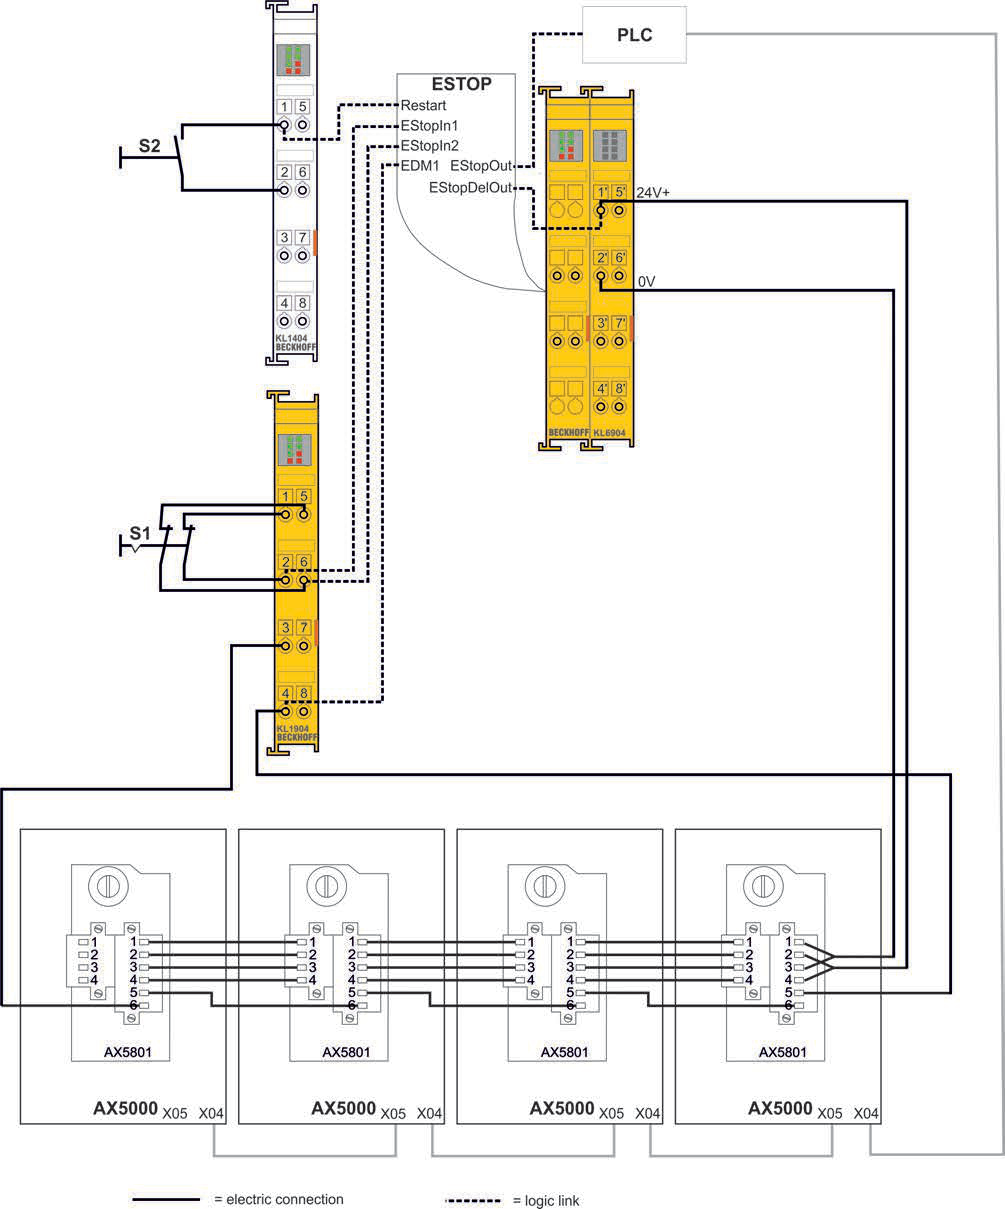 PLC
ESTOP
Restart
EStopIn1
EStopIn2
EDM1 EStopOut
EStopDelOut
1 5
2 6
3 7
4 8
KL1404
BECKHOFF
S2
1' 5'
24V+
2' 6'
0V
3' 7'
4' 8'
BECKHOFF KL6904
1 5
S1
2 6
3 7
4 8
KL1904
BECKHOFF
1 1 1 1 1 1 1 1
2 2 2 2 2 2 2 2
3 3 3 3 3 3 3 3
4 4 4 4 4 4 4 4
5 5 5 5
6 6 6 6
AX5801 AX5801 AX5801 AX5801
AX5000 X05 X04 AX5000 X05 X04 AX5000 X05 X04 AX5000 X05 X04
= electric connection = logic link